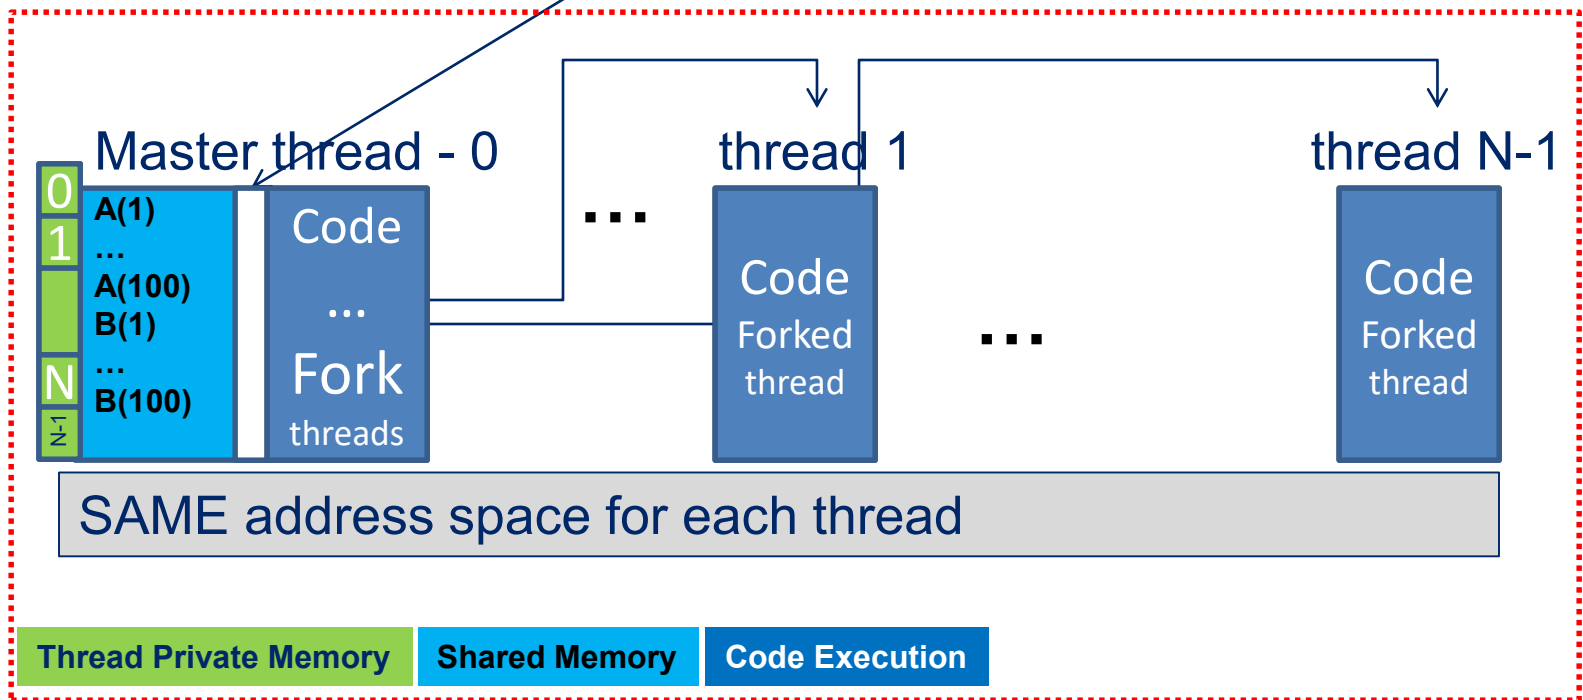 Master thread - 0
thread 1
thread N-1
0
1
N
N-1
A(1)
...
A(100)
B(1)
...
B(100)
Code
...
Fork
threads
...
Code
Forked
thread
...
Code
Forked
thread
SAME address space for each thread
Thread Private Memory
Shared Memory
Code Execution